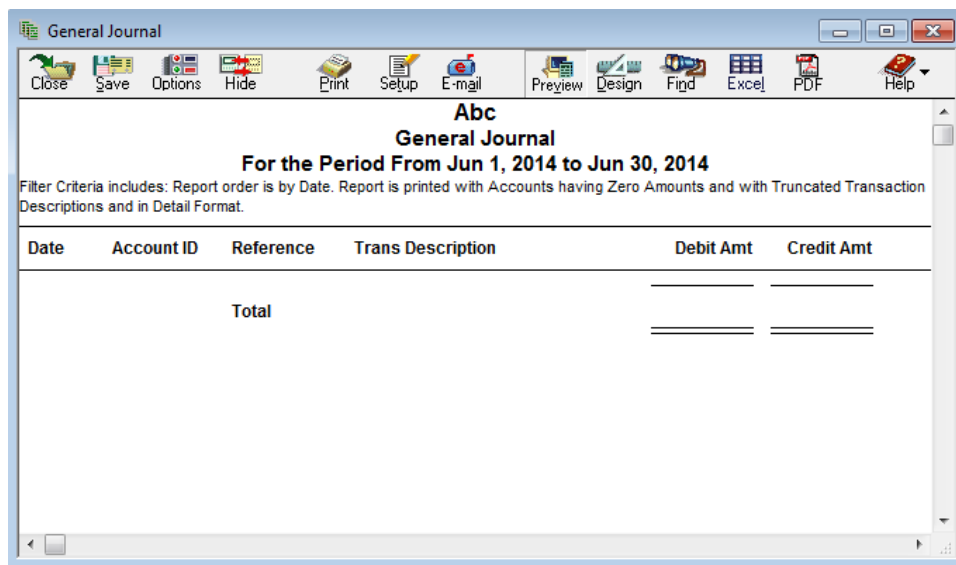 General Journal
Close Save Options Hide Print Setup E-mail Preview Design Find Excel PDF Help
Abc
General Journal
For the Period From Jun 1, 2014 to Jun 30, 2014
Filter Criteria includes: Report order is by Date. Report is printed with Accounts having Zero Amounts and with Truncated Transaction
Descriptions and in Detail Format.
Date Account ID Reference Trans Description Debit Amt Credit Amt
Total